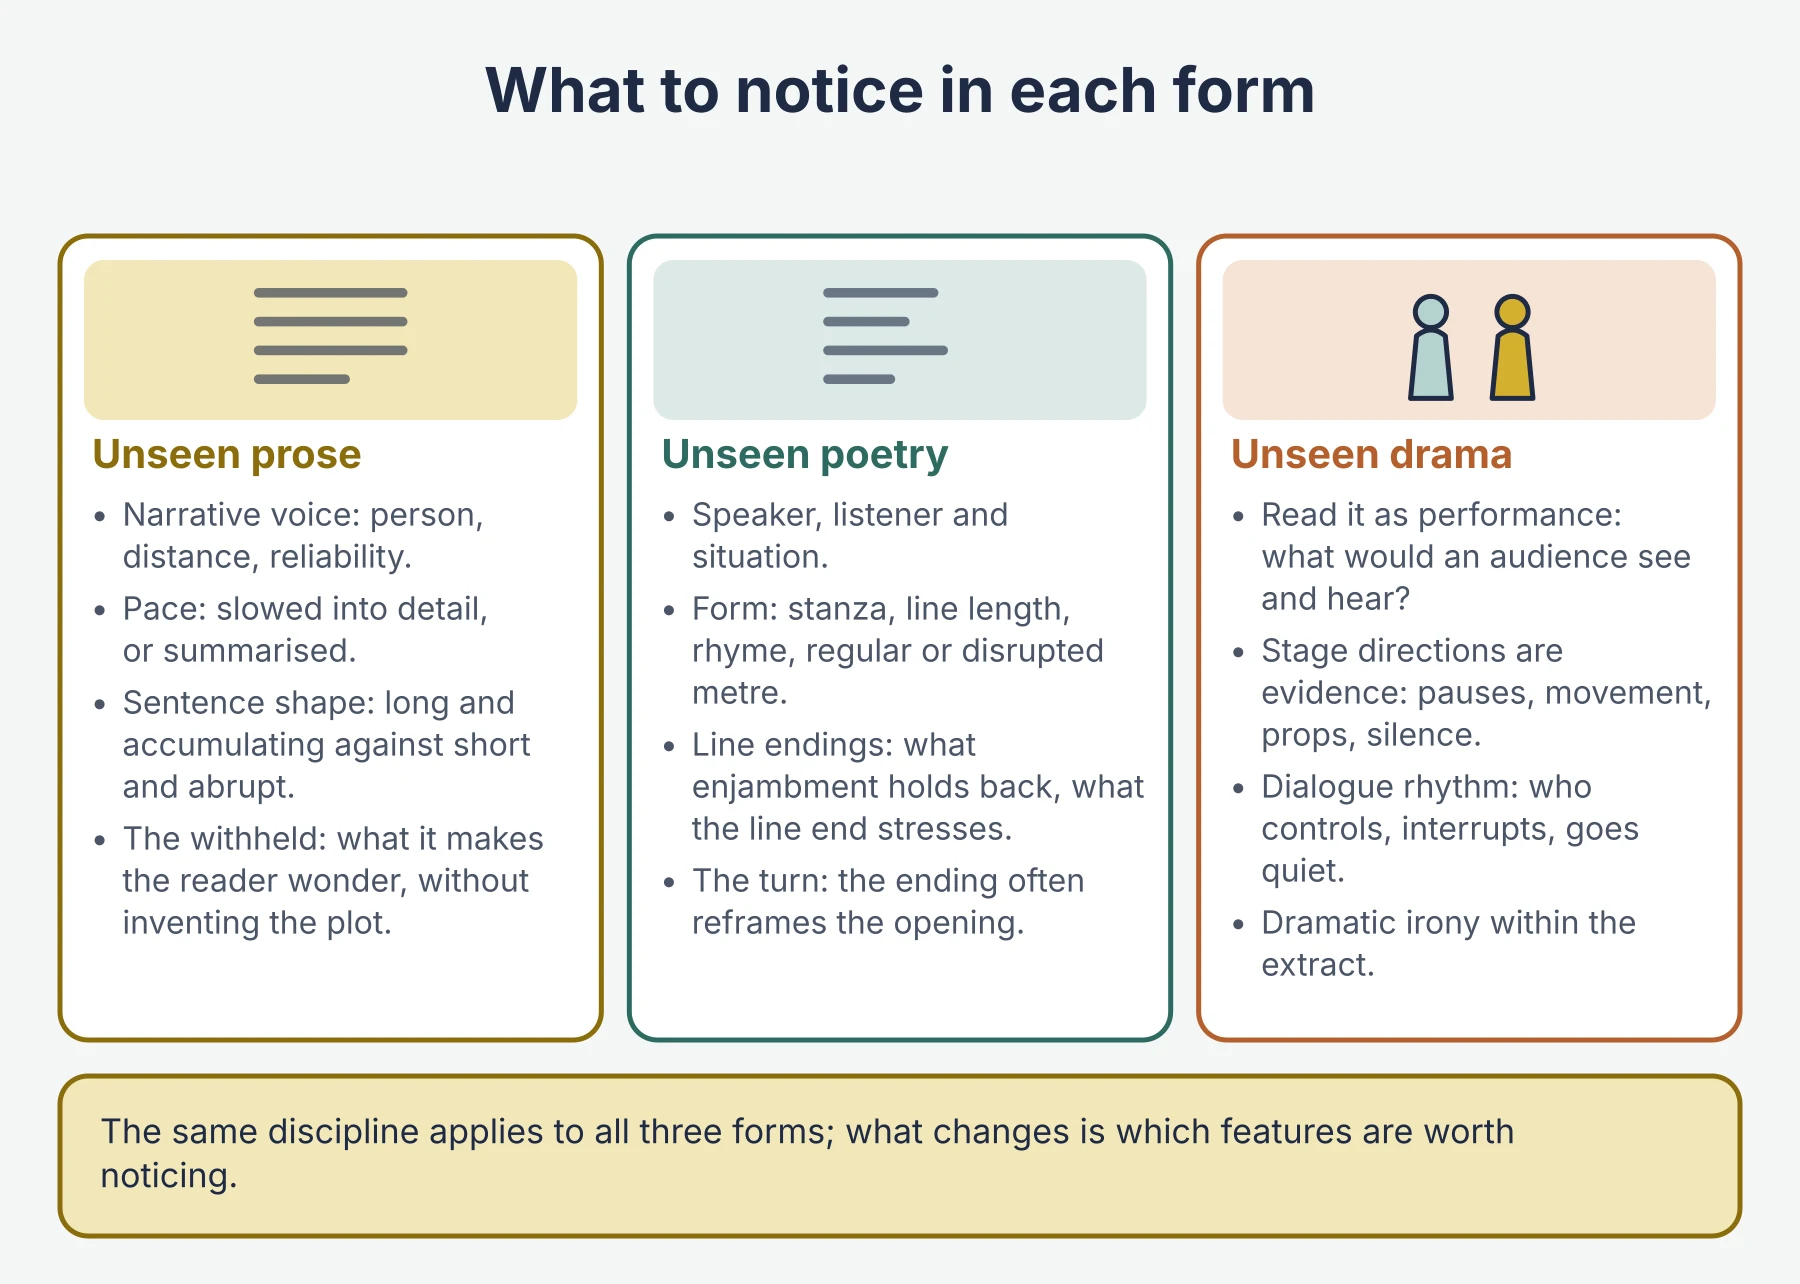 What to notice in each form
Unseen prose
• Narrative voice: person,
distance, reliability.
• Pace: slowed into detail,
or summarised.
• Sentence shape: long and
accumulating against short
and abrupt.
• The withheld: what it makes
the reader wonder, without
inventing the plot.
Unseen poetry
• Speaker, listener and
situation.
• Form: stanza, line length,
rhyme, regular or disrupted
metre.
• Line endings: what
enjambment holds back, what
the line end stresses.
• The turn: the ending often
reframes the opening.
Unseen drama
• Read it as performance:
what would an audience see
and hear?
• Stage directions are
evidence: pauses, movement,
props, silence.
• Dialogue rhythm: who
controls, interrupts, goes
quiet.
• Dramatic irony within the
extract.
The same discipline applies to all three forms; what changes is which features are worth
noticing.